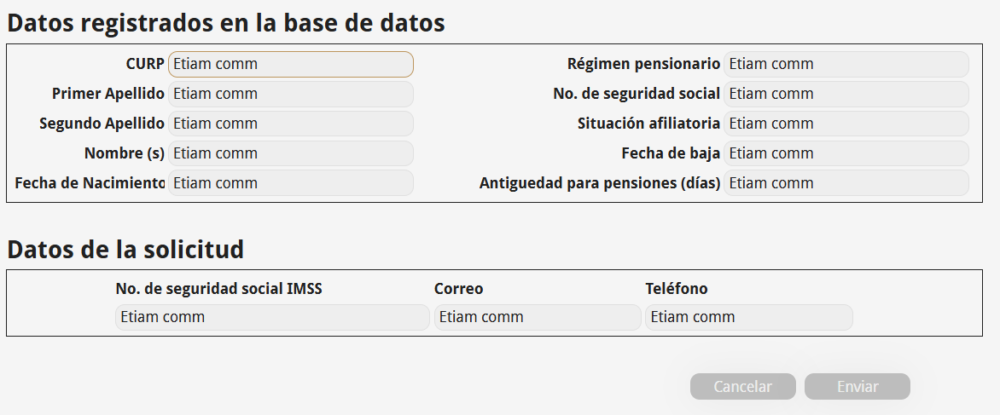 Datos registrados en la base de datos
CURP Etiam comm Régimen pensionario Etiam comm
Primer Apellido Etiam comm No. de seguridad social Etiam comm
Segundo Apellido Etiam comm Situación afiliatoria Etiam comm
Nombre (s) Etiam comm Fecha de baja Etiam comm
Fecha de Nacimiento Etiam comm Antiguedad para pensiones (días) Etiam comm
Datos de la solicitud
No. de seguridad social IMSS Correo Teléfono
Etiam comm Etiam comm Etiam comm
Cancelar Enviar